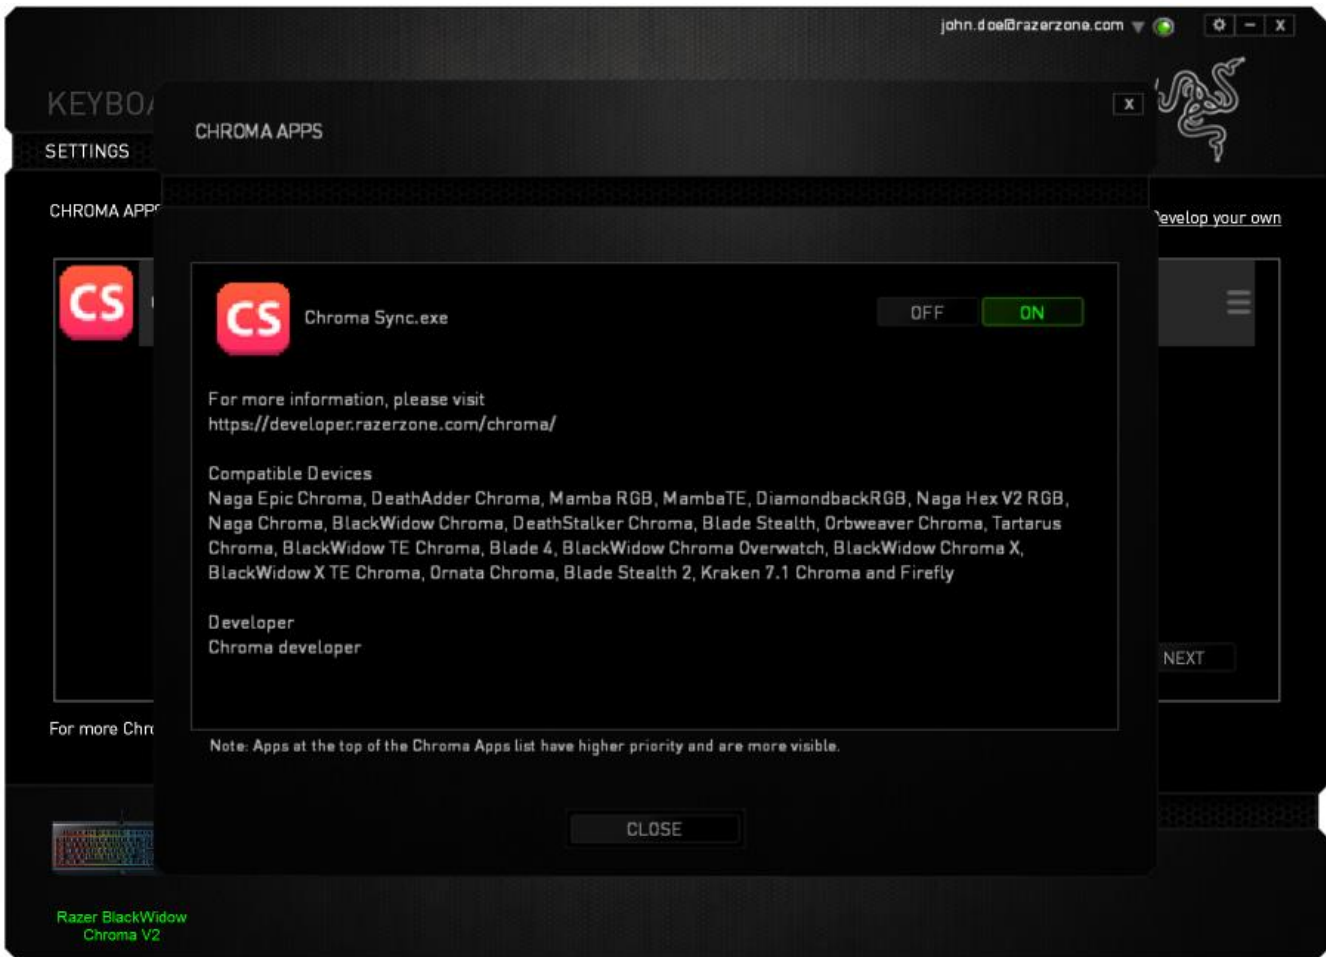 john.doe@razerzone.com
X
KEYBOA
CHROMA APPS
X
SETTINGS
CHROMA APP
evelop your own
CS
CS
Chroma Sync.exe
OFF
ON
For more information, please visit
https://developer.razerzone.com/chroma/
Compatible Devices
Naga Epic Chroma, DeathAdder Chroma, Mamba RGB, MambaTE, DiamondbackRGB, Naga Hex V2 RGB,
Naga Chroma, BlackWidow Chroma, DeathStalker Chroma, Blade Stealth, Orbweaver Chroma, Tartarus
Chroma, BlackWidow TE Chroma, Blade 4, BlackWidow Chroma Overwatch, BlackWidow Chroma X,
BlackWidow X TE Chroma, Ornata Chroma, Blade Stealth 2, Kraken 7.1 Chroma and Firefly
Developer
Chroma developer
NEXT
For more Chr
Note: Apps at the top of the Chroma Apps list have higher priority and are more visible.
CLOSE
Razer BlackWidow
Chroma V2